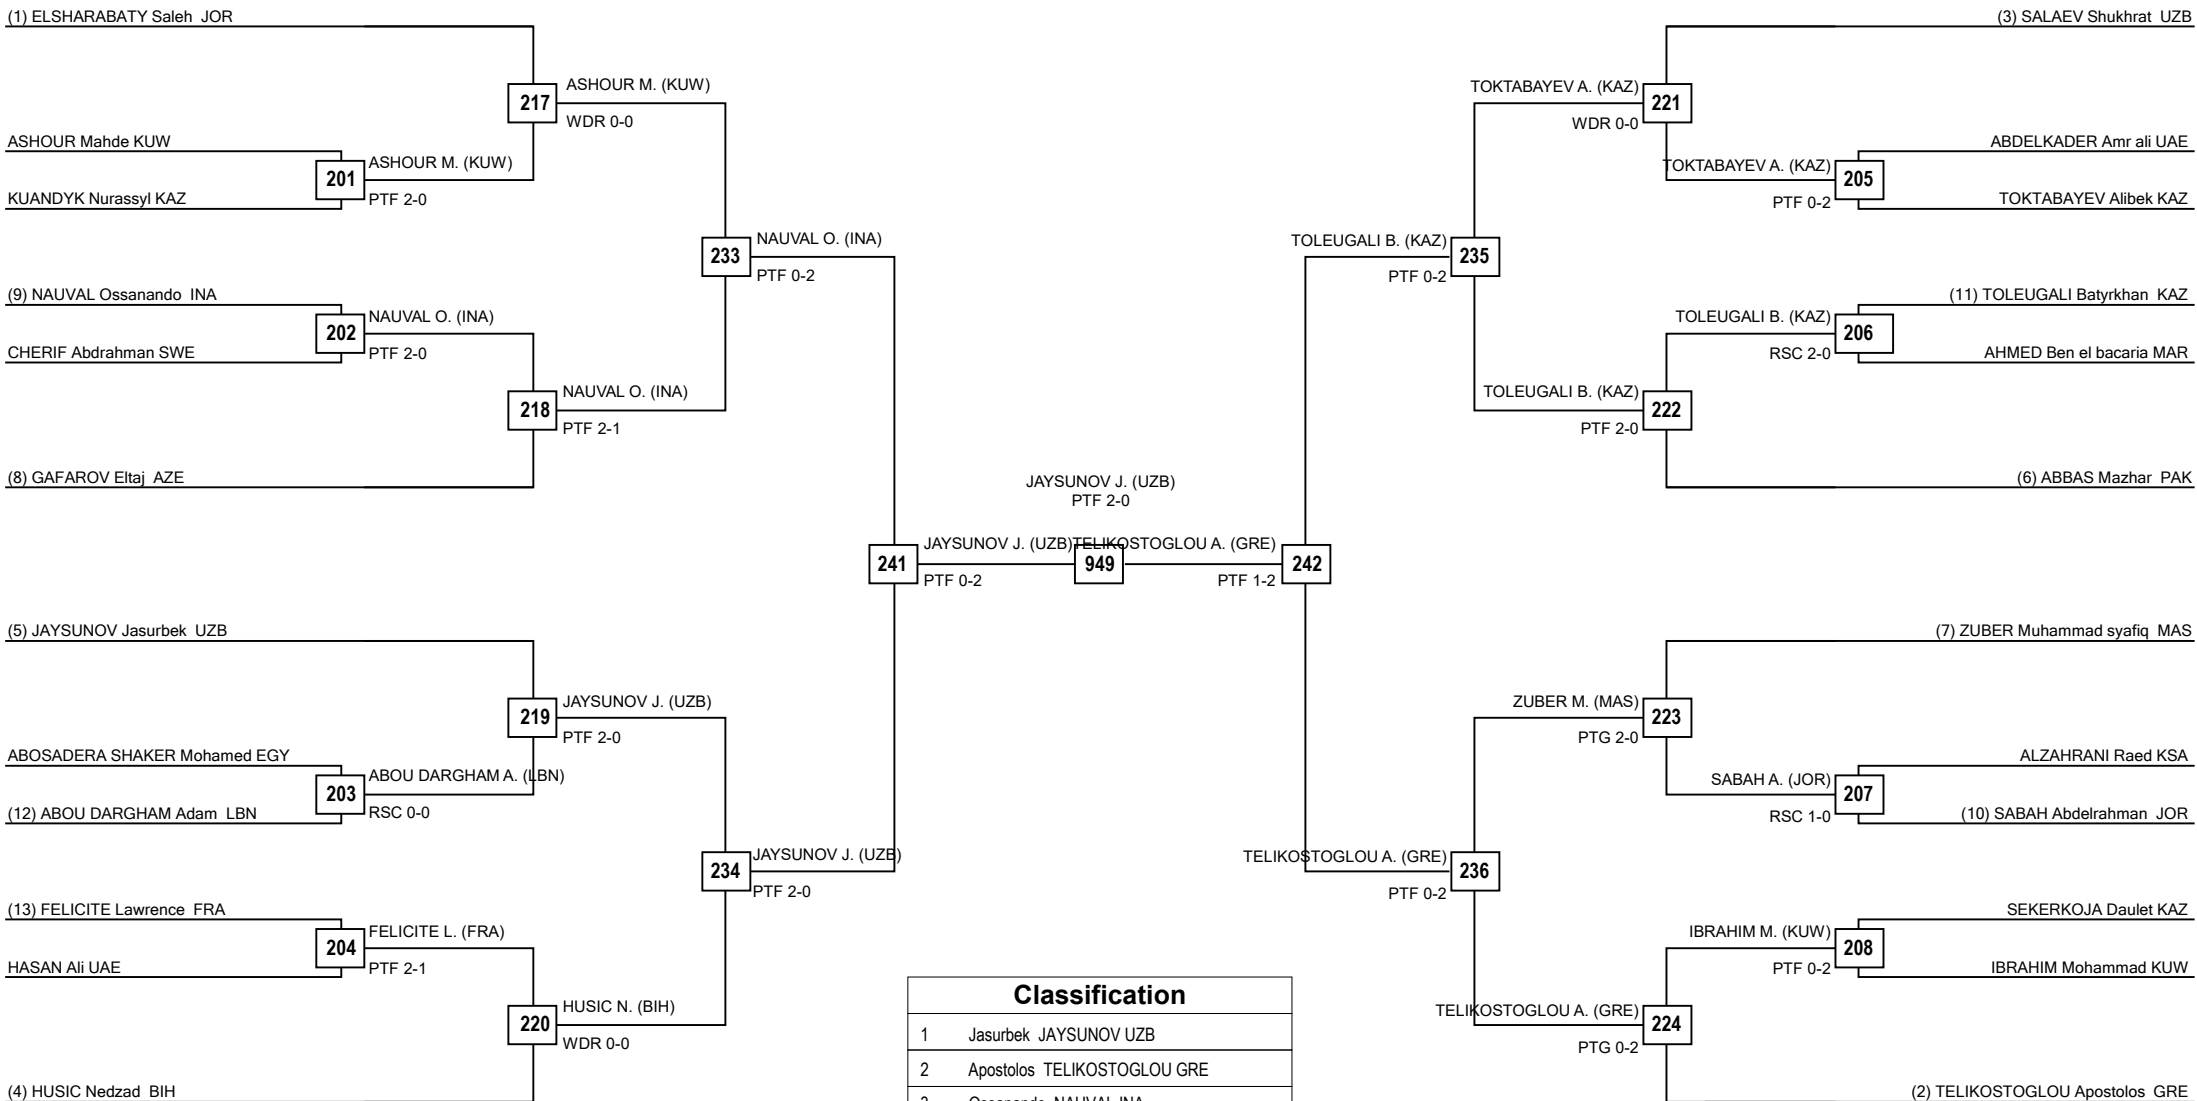 (1) ELSHARABATY Saleh JOR
(3) SALAEV Shukhrat UZB
ASHOUR M. (KUW)
217
WDR 0-0
TOKTABAYEV A. (KAZ)
221
WDR 0-0
ASHOUR Mahde KUW
ASHOUR M. (KUW)
201
PTF 2-0
KUANDYK Nurassyl KAZ
ABDELKADER Amr ali UAE
TOKTABAYEV A. (KAZ)
205
PTF 0-2
TOKTABAYEV Alibek KAZ
NAUVAL O. (INA)
233
PTF 0-2
TOLEUGALI B. (KAZ)
235
PTF 0-2
(9) NAUVAL Ossanando INA
NAUVAL O. (INA)
202
PTF 2-0
CHERIF Abdrahman SWE
(11) TOLEUGALI Batyrkhan KAZ
TOLEUGALI B. (KAZ)
206
RSC 2-0
AHMED Ben el bacaria MAR
NAUVAL O. (INA)
218
PTF 2-1
TOLEUGALI B. (KAZ)
222
PTF 2-0
(8) GAFAROV Eltaj AZE
(6) ABBAS Mazhar PAK
JAYSUNOV J. (UZB)
PTF 2-0
241
JAYSUNOV J. (UZB)
PTF 0-2
949
TELIKOSTOGLOU A. (GRE)
PTF 1-2
242
(5) JAYSUNOV Jasurbek UZB
(7) ZUBER Muhammad syafiq MAS
JAYSUNOV J. (UZB)
219
PTF 2-0
ZUBER M. (MAS)
223
PTG 2-0
ABOSADERA SHAKER Mohamed EGY
ABOU DARGHAM A. (LBN)
203
RSC 0-0
(12) ABOU DARGHAM Adam LBN
ALZAHRANI Raed KSA
SABAH A. (JOR)
207
RSC 1-0
(10) SABAH Abdelrahman JOR
JAYSUNOV J. (UZB)
234
PTF 2-0
TELIKOSTOGLOU A. (GRE)
236
PTF 0-2
(13) FELICITE Lawrence FRA
FELICITE L. (FRA)
204
PTF 2-1
HASAN Ali UAE
SEKERKOJA Daulet KAZ
IBRAHIM M. (KUW)
208
PTF 0-2
IBRAHIM Mohammad KUW
HUSIC N. (BIH)
220
WDR 0-0
TELIKOSTOGLOU A. (GRE)
224
PTG 0-2
(4) HUSIC Nedzad BIH
(2) TELIKOSTOGLOU Apostolos GRE
Classification
1 Jasurbek JAYSUNOV UZB
2 Apostolos TELIKOSTOGLOU GRE
3 Ossanando NAUVAL INA